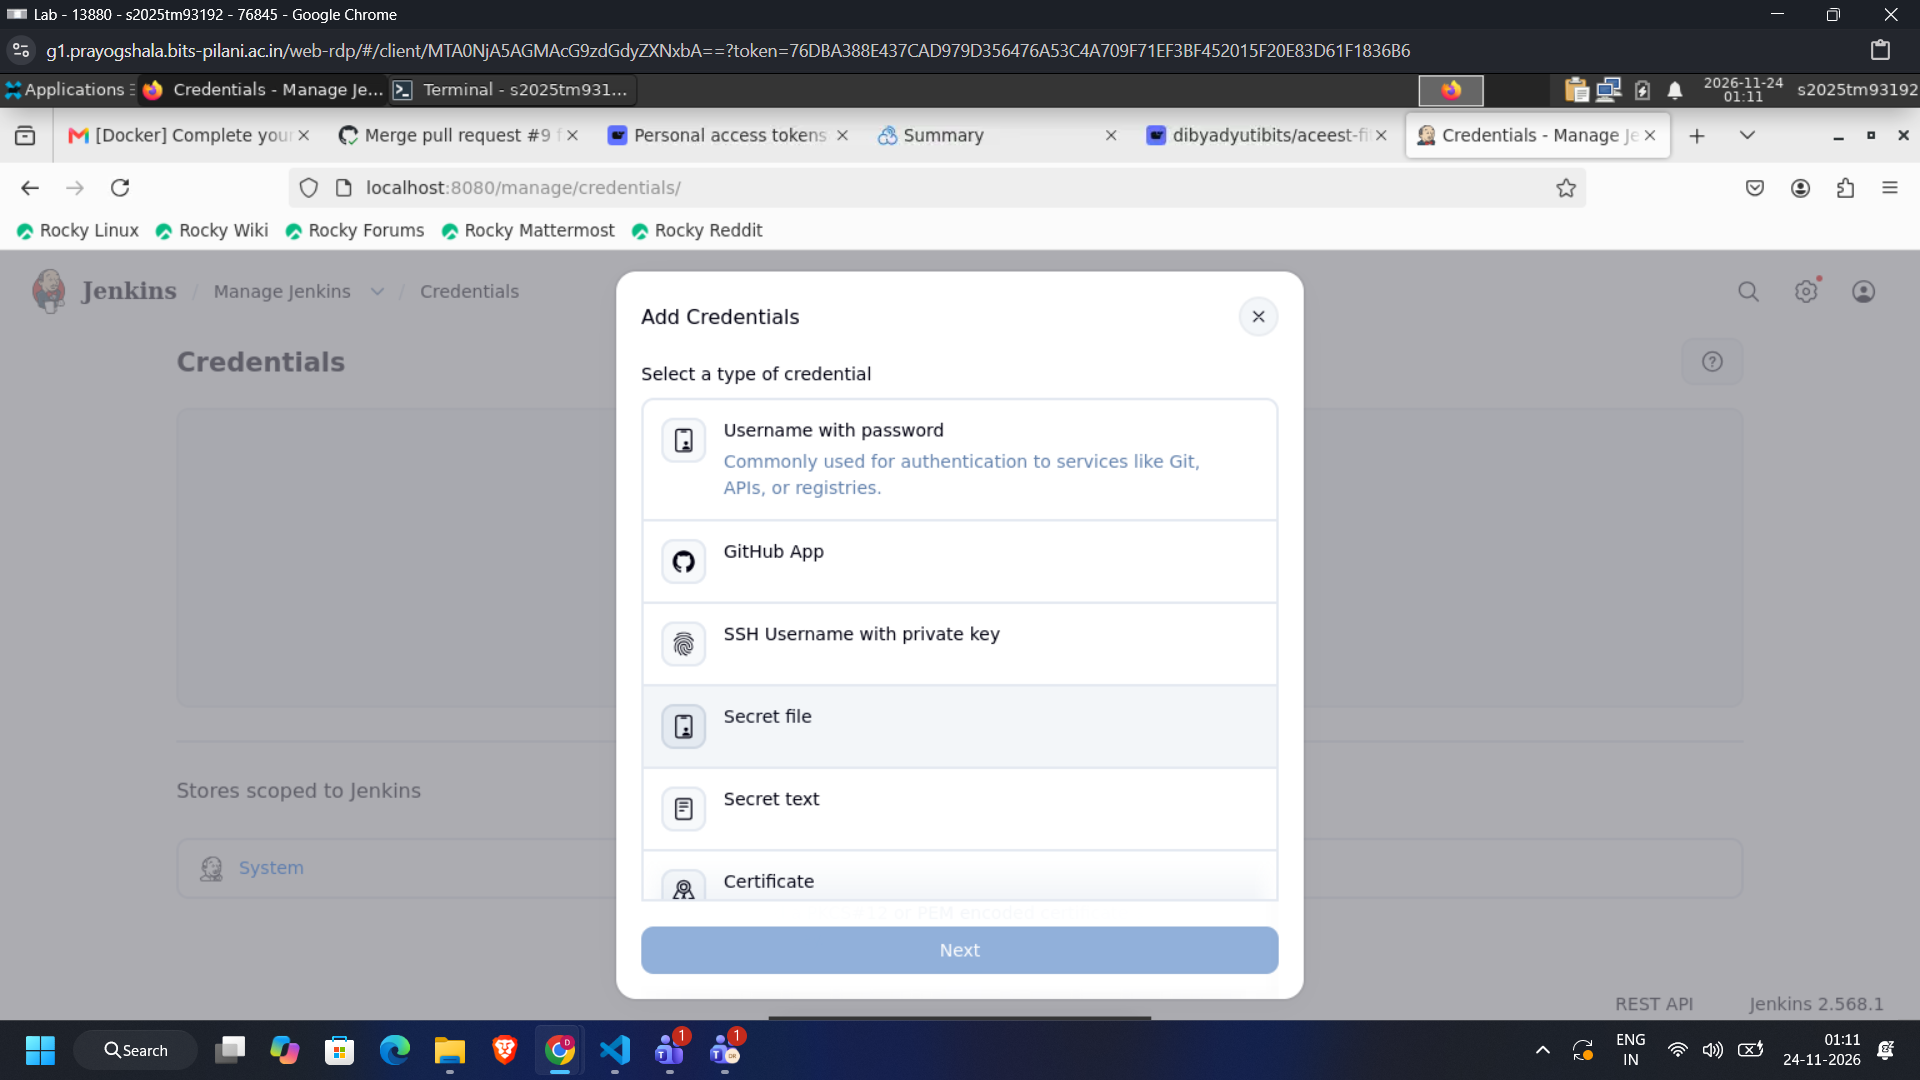 Lab - 13880 - s2025tm93192 - 76845 - Google Chrome
g1.prayogshala.bits-pilani.ac.in/web-rdp/#/client/MTA0NjA5AGMAcG9zdGdyZXNxbA==?token=76DBA388E437CAD979D356476A53C4A709F71EF3BF452015F20E83D61F1836B6
Applications
Credentials - Manage Je...
Terminal - s2025tm931...
2026-11-24
01:11
s2025tm93192
[Docker] Complete your
Merge pull request #9 f
Personal access tokens
Summary
dibyadyutibits/aceest-fi
Credentials - Manage Je
localhost:8080/manage/credentials/
Rocky Linux
Rocky Wiki
Rocky Forums
Rocky Mattermost
Rocky Reddit
Jenkins / Manage Jenkins / Credentials
Credentials
Add Credentials
Select a type of credential
Username with password
Commonly used for authentication to services like Git,
APIs, or registries.
GitHub App
SSH Username with private key
Secret file
Secret text
Certificate
or PEM encoded
Next
Stores scoped to Jenkins
System
REST API
Jenkins 2.568.1
Search
1
1
ENG
IN
01:11
24-11-2026